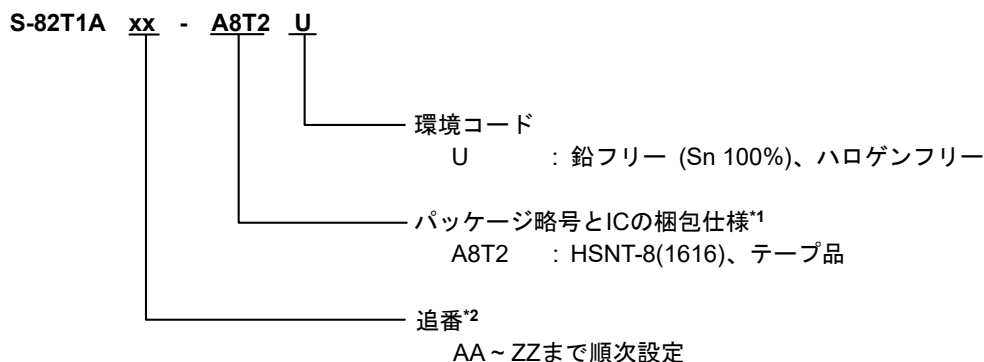 S-82T1A xx - A8T2 U
環境コード
U : 鉛フリー (Sn 100%)、ハロゲンフリー
パッケージ略号とICの梱包仕様*1
A8T2 : HSNT-8(1616)、テープ品
追番*2
AA ~ ZZまで順次設定